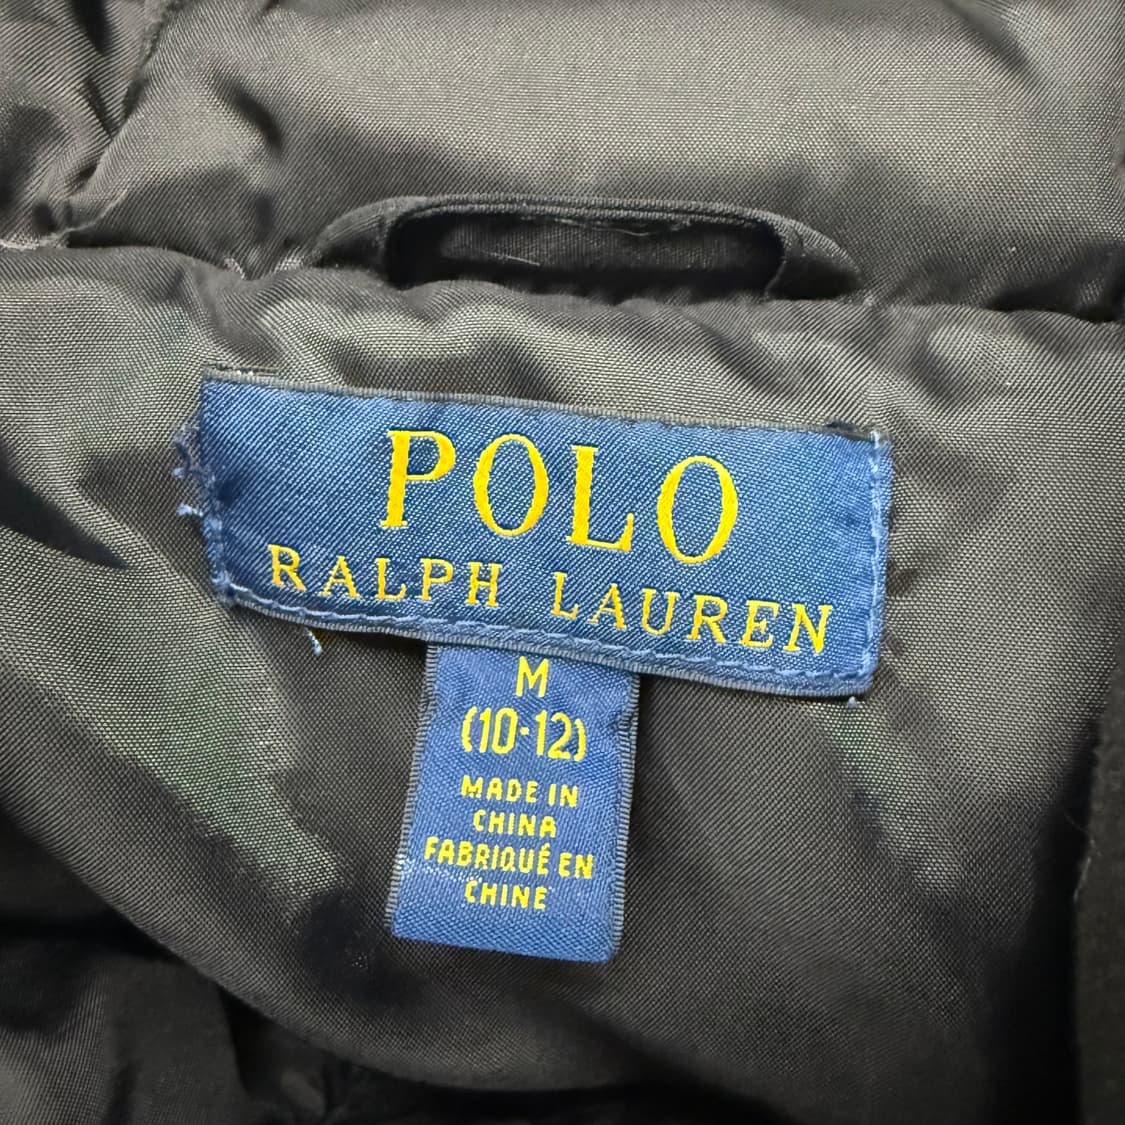 POLO
RALPH LAUREN
M
(10-12)
MADE IN
CHINA
FABRIQUÉ EN
CHINE